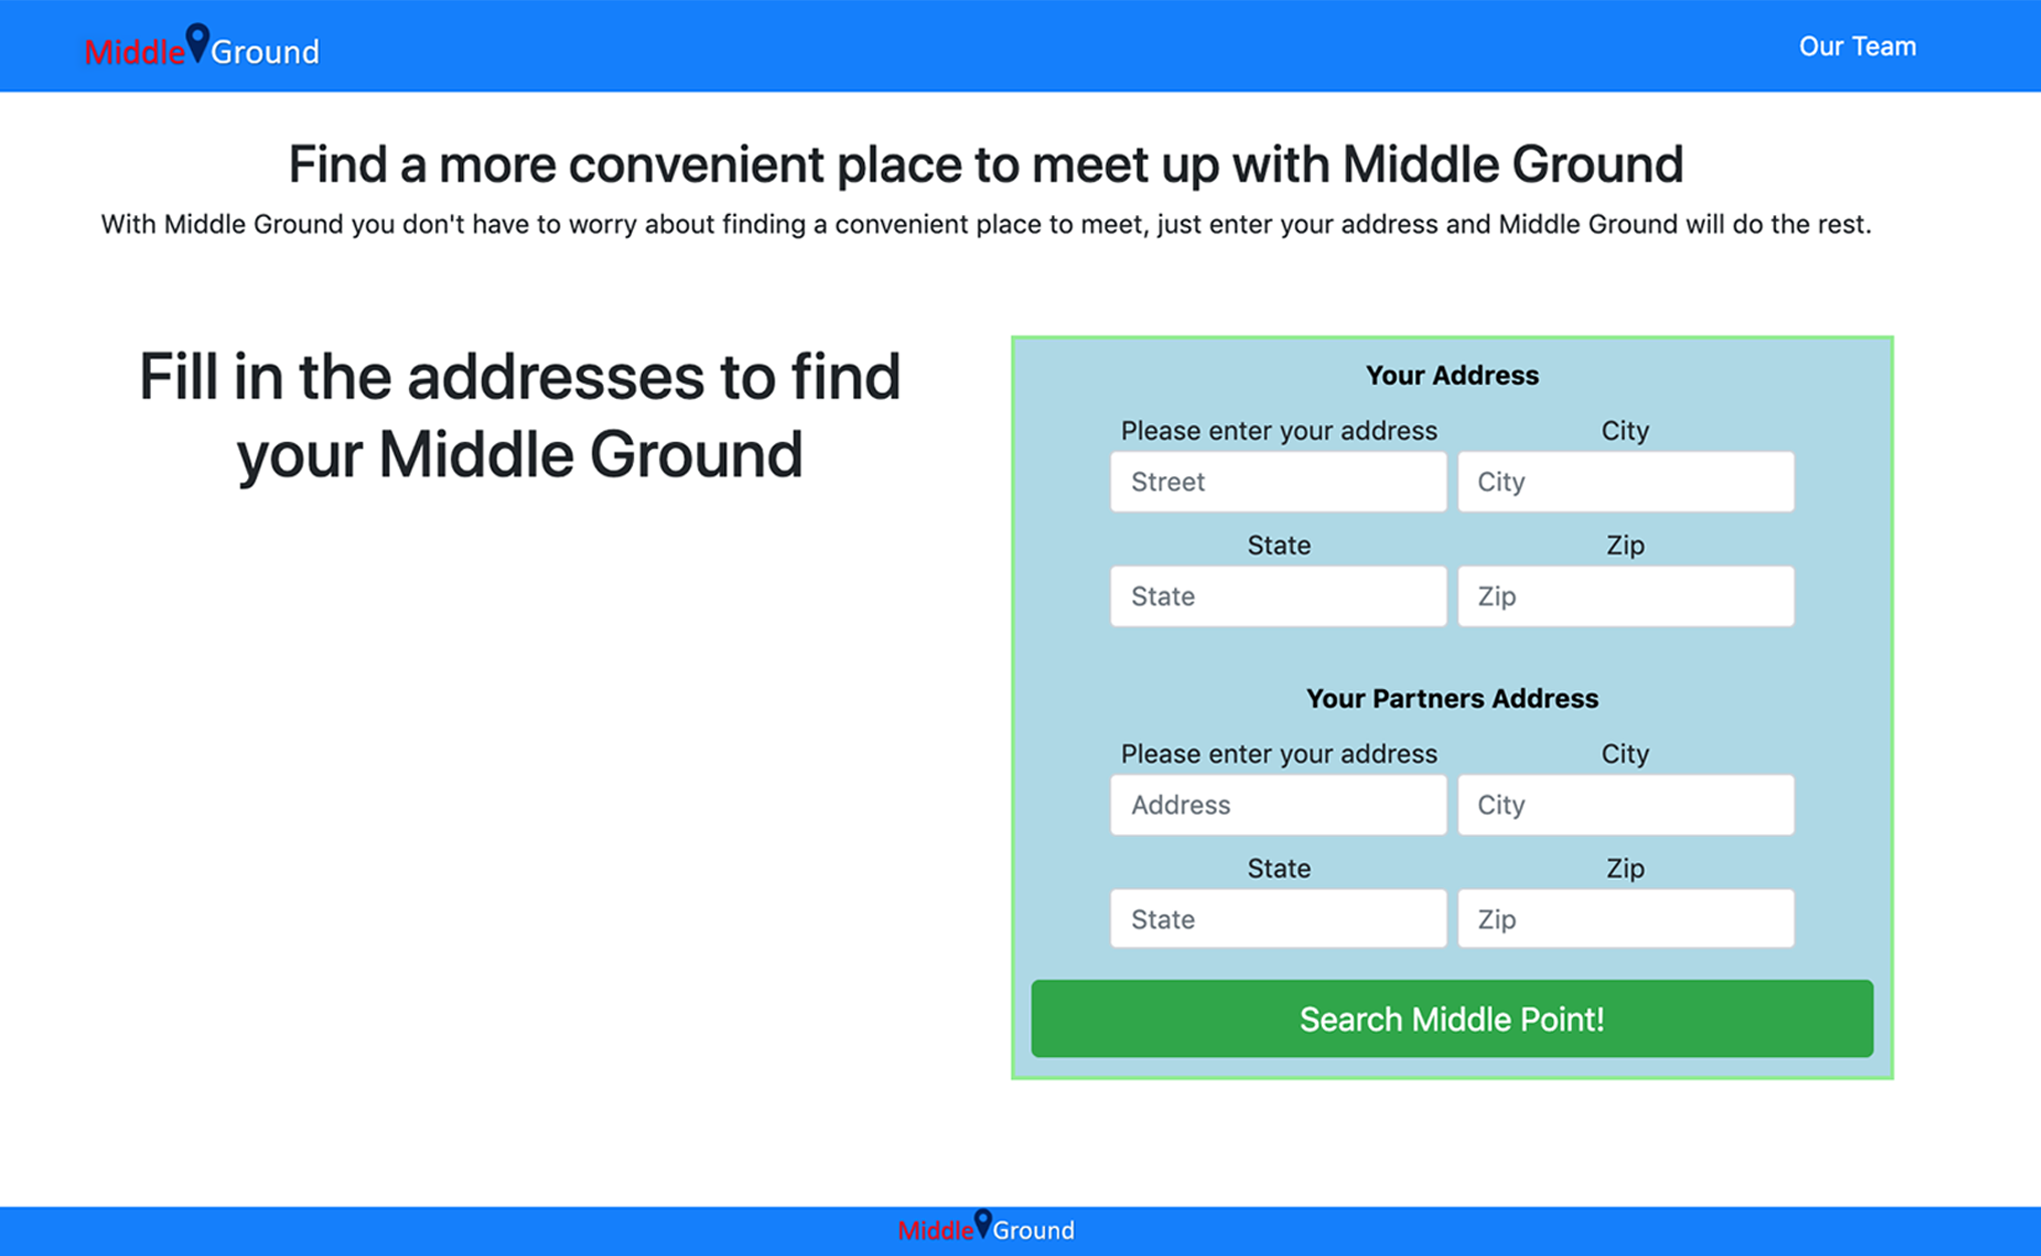 Middle Ground
Our Team
Find a more convenient place to meet up with Middle Ground
With Middle Ground you don't have to worry about finding a convenient place to meet, just enter your address and Middle Ground will do the rest.
Fill in the addresses to find
your Middle Ground
Your Address
Please enter your address City
Street City
State Zip
State Zip
Your Partners Address
Please enter your address City
Address City
State Zip
State Zip
Search Middle Point!
Middle Ground